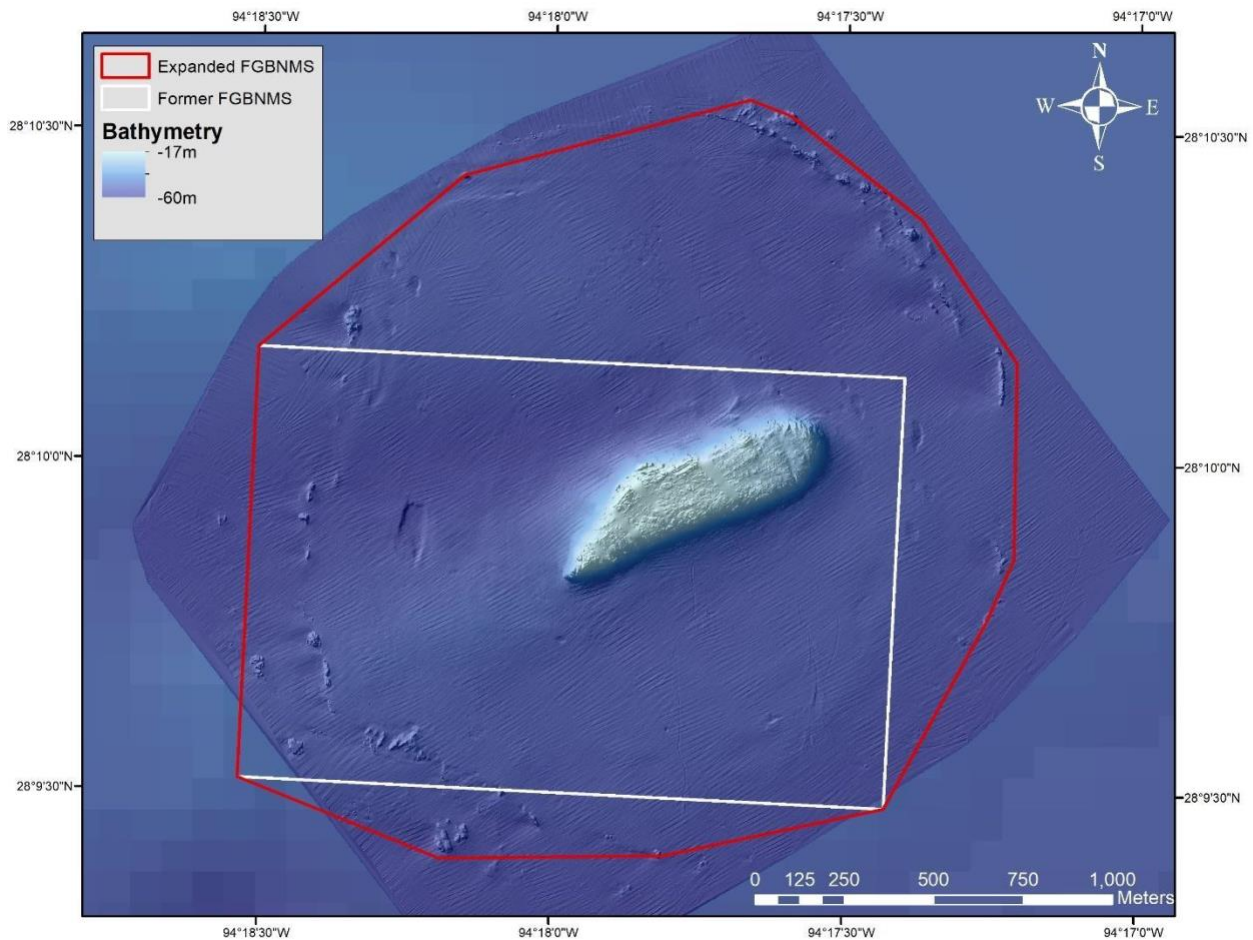 94°18'30"W 94°18'0"W 94°17'30"W 94°17'0"W
Expanded FGBNMS
Former FGBNMS
Bathymetry
-17m
-60m
N
W E
S
28°10'30"N 28°10'30"N
28°10'0"N 28°10'0"N
28°9'30"N 28°9'30"N
0 125 250 500 750 1,000
Meters
94°18'30"W 94°18'0"W 94°17'30"W 94°17'0"W